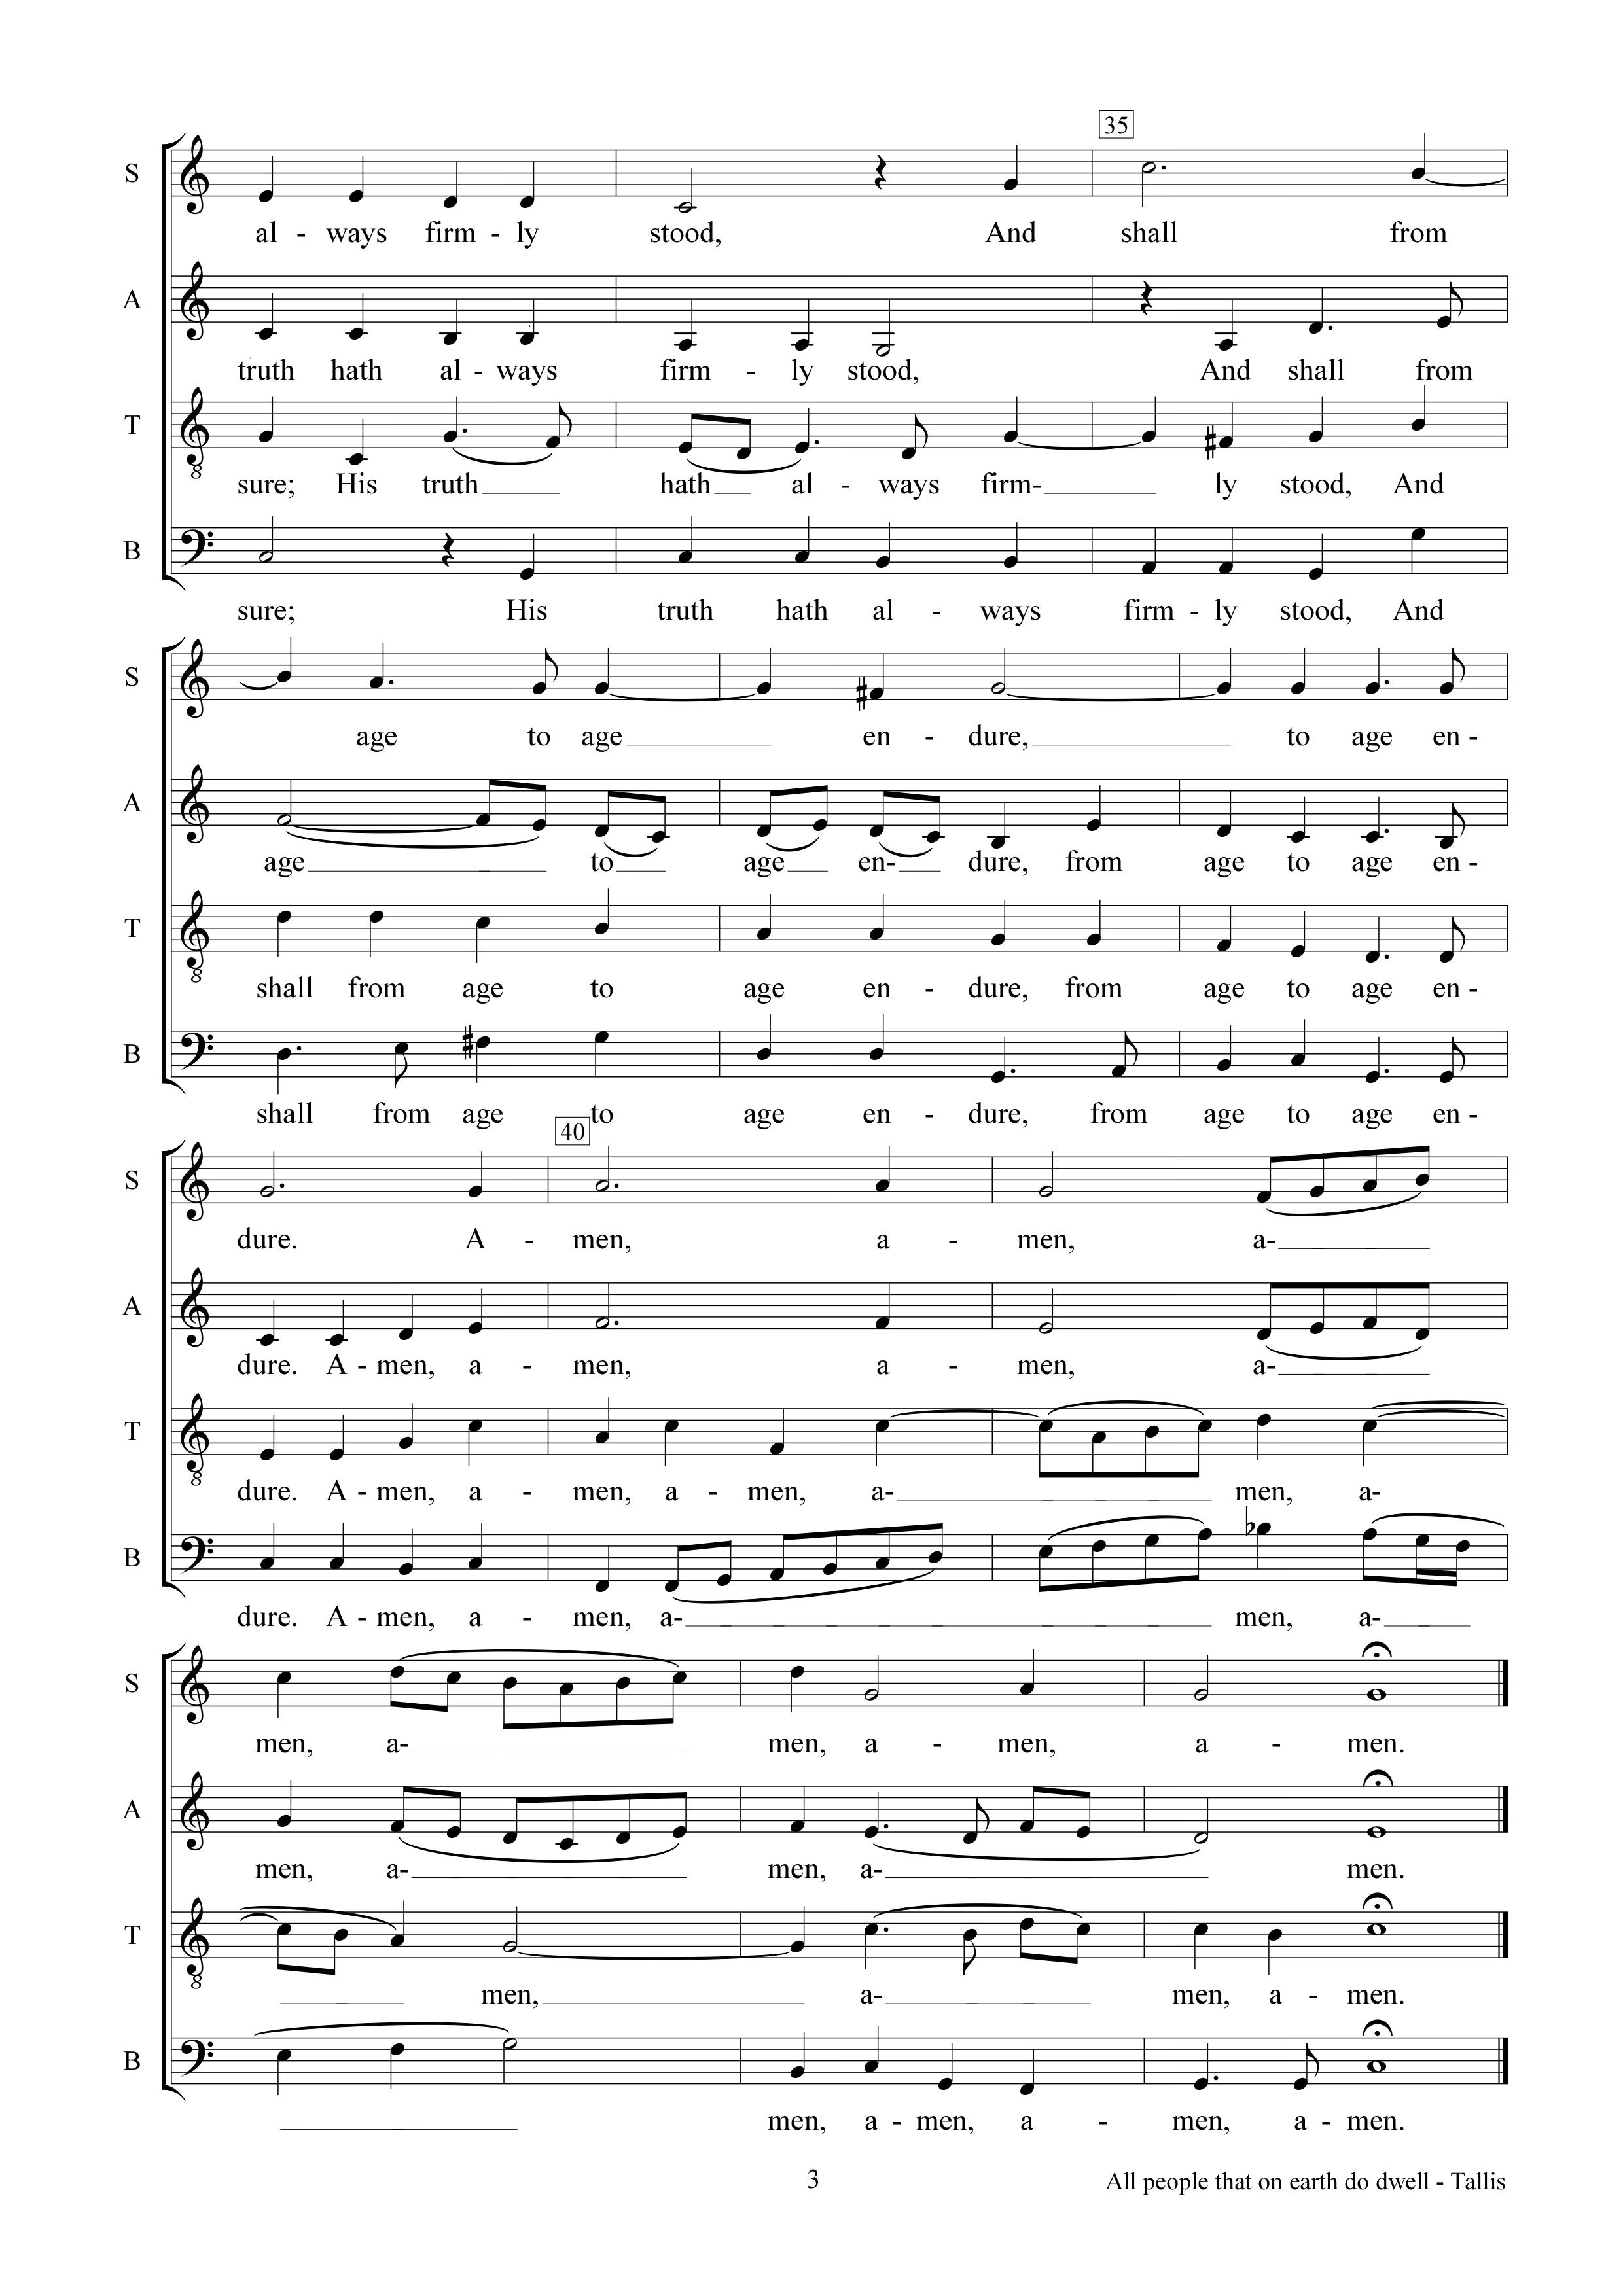 35
S
al - ways firm - ly stood, And shall from
A
truth hath al - ways firm - ly stood, And shall from
T
sure; His truth hath al - ways firm- ly stood, And
B
sure; His truth hath al - ways firm - ly stood, And
S
age to age en - dure, to age en -
A
age to age en- dure, from age to age en -
T
shall from age to age en - dure, from age to age en -
B
shall from age to age en - dure, from age to age en -
40
S
dure. A - men, a - men, a-
A
dure. A - men, a - men, a - men, a-
T
dure. A - men, a - men, a - men, a- men, a-
B
dure. A - men, a - men, a- men, a-
S
men, a- men, a - men, a - men.
A
men, a- men, a- men.
T
men, a- men, a - men.
B
men, a - men, a - men, a - men.
3
All people that on earth do dwell - Tallis